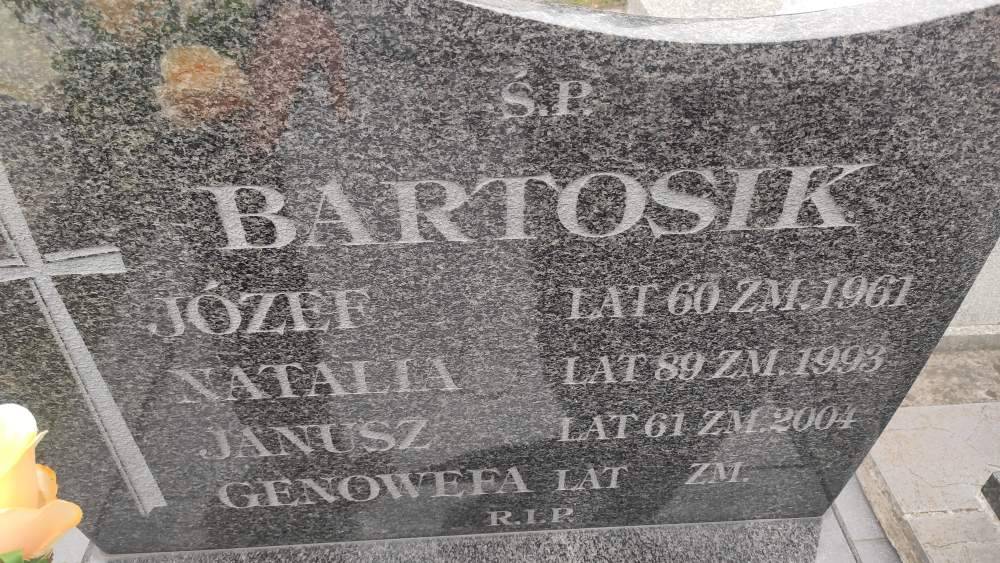 Ś.P.
BARTOSIK
JÓZEF LAT 60 ZM. 1961
NATALIA LAT 89 ZM. 1993
JANUSZ LAT 61 ZM. 2004
GENOWEFA LAT ZM.
R.I.P.